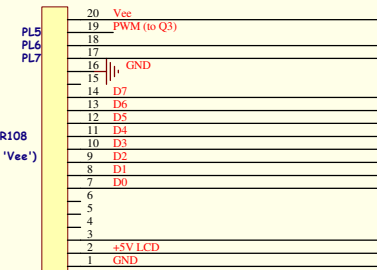 20 Vee
19 PWM (to Q3)
PL5
18
PL6
17
PL7
16 GND
15
14 D7
13 D6
12 D5
11 D4
R108
10 D3
'Vee')
9 D2
8 D1
7 D0
6
5
4
3
2 +5V LCD
1 GND